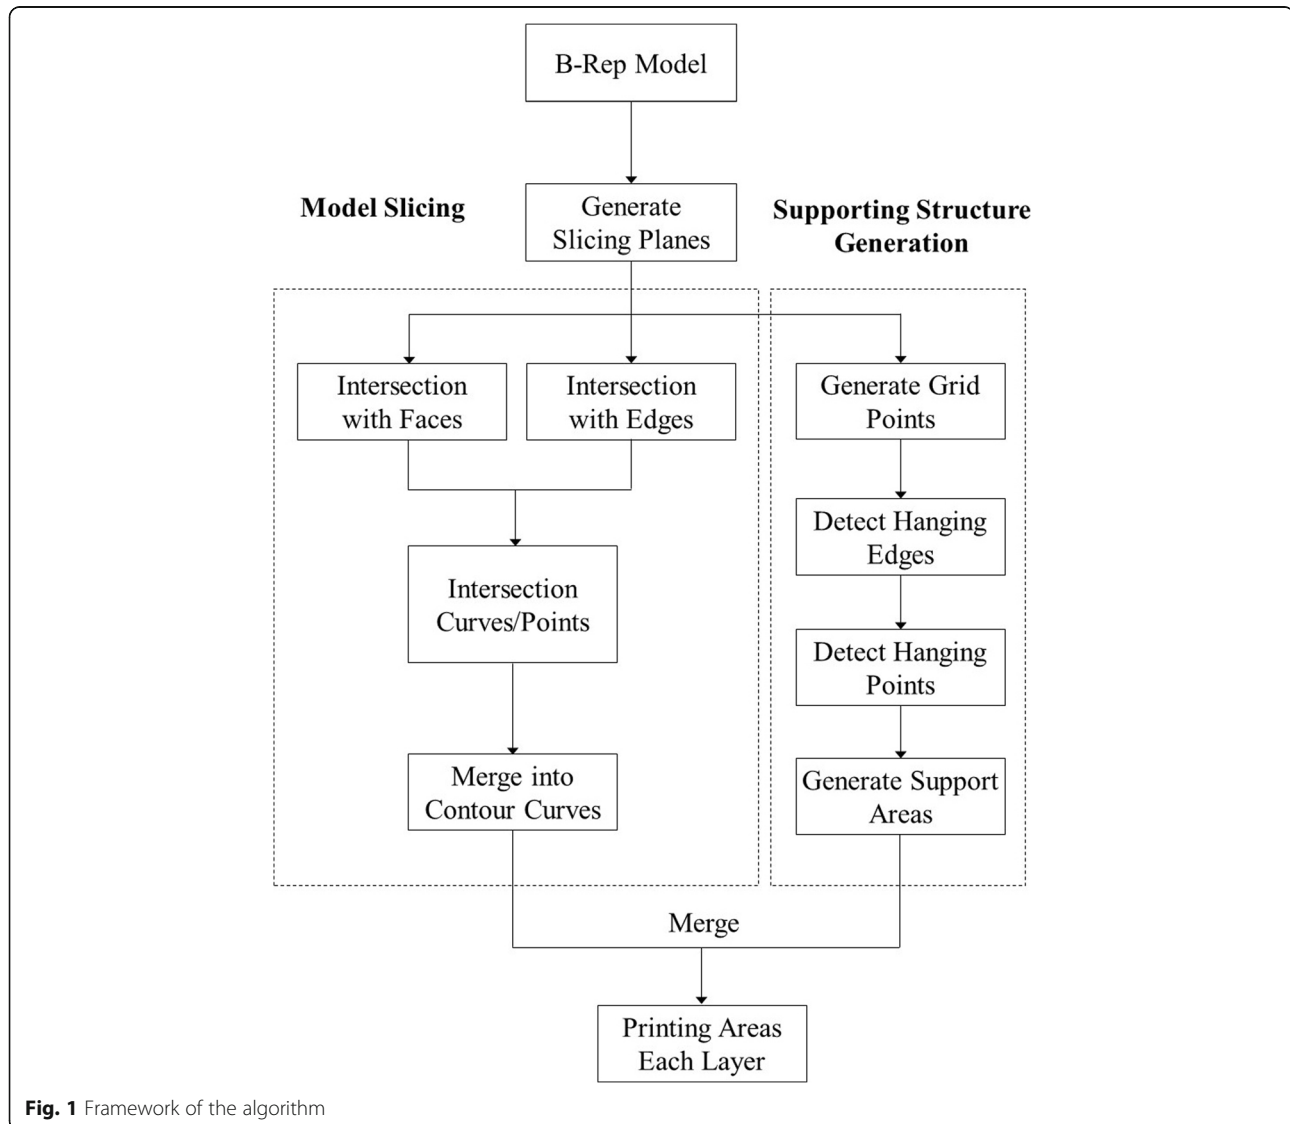 B-Rep Model
Model Slicing
Generate
Slicing Planes
Supporting Structure
Generation
Intersection
with Faces
Intersection
with Edges
Generate Grid
Points
Detect Hanging
Edges
Intersection
Curves/Points
Detect Hanging
Points
Merge into
Contour Curves
Generate Support
Areas
Merge
Printing Areas
Each Layer
Fig. 1 Framework of the algorithm